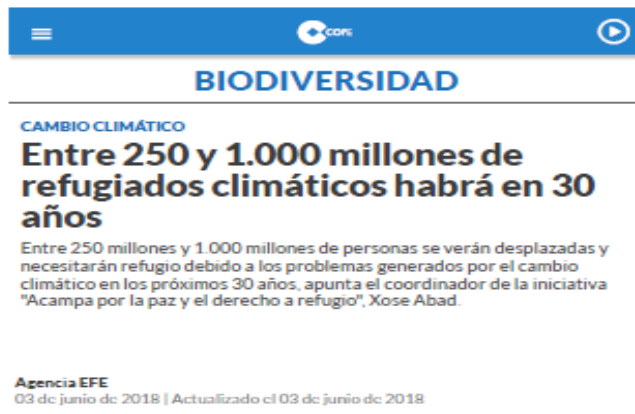 COPE
BIODIVERSIDAD
CAMBIO CLIMÁTICO
Entre 250 y 1.000 millones de
refugiados climáticos habrá en 30
años
Entre 250 millones y 1.000 millones de personas se verán desplazadas y
necesitarán refugio debido a los problemas generados por el cambio
climático en los próximos 30 años, apunta el coordinador de la iniciativa
"Acampa por la paz y el derecho a refugio", Xose Abad.
Agencia EFE
03 de junio de 2018 | Actualizado el 03 de junio de 2018